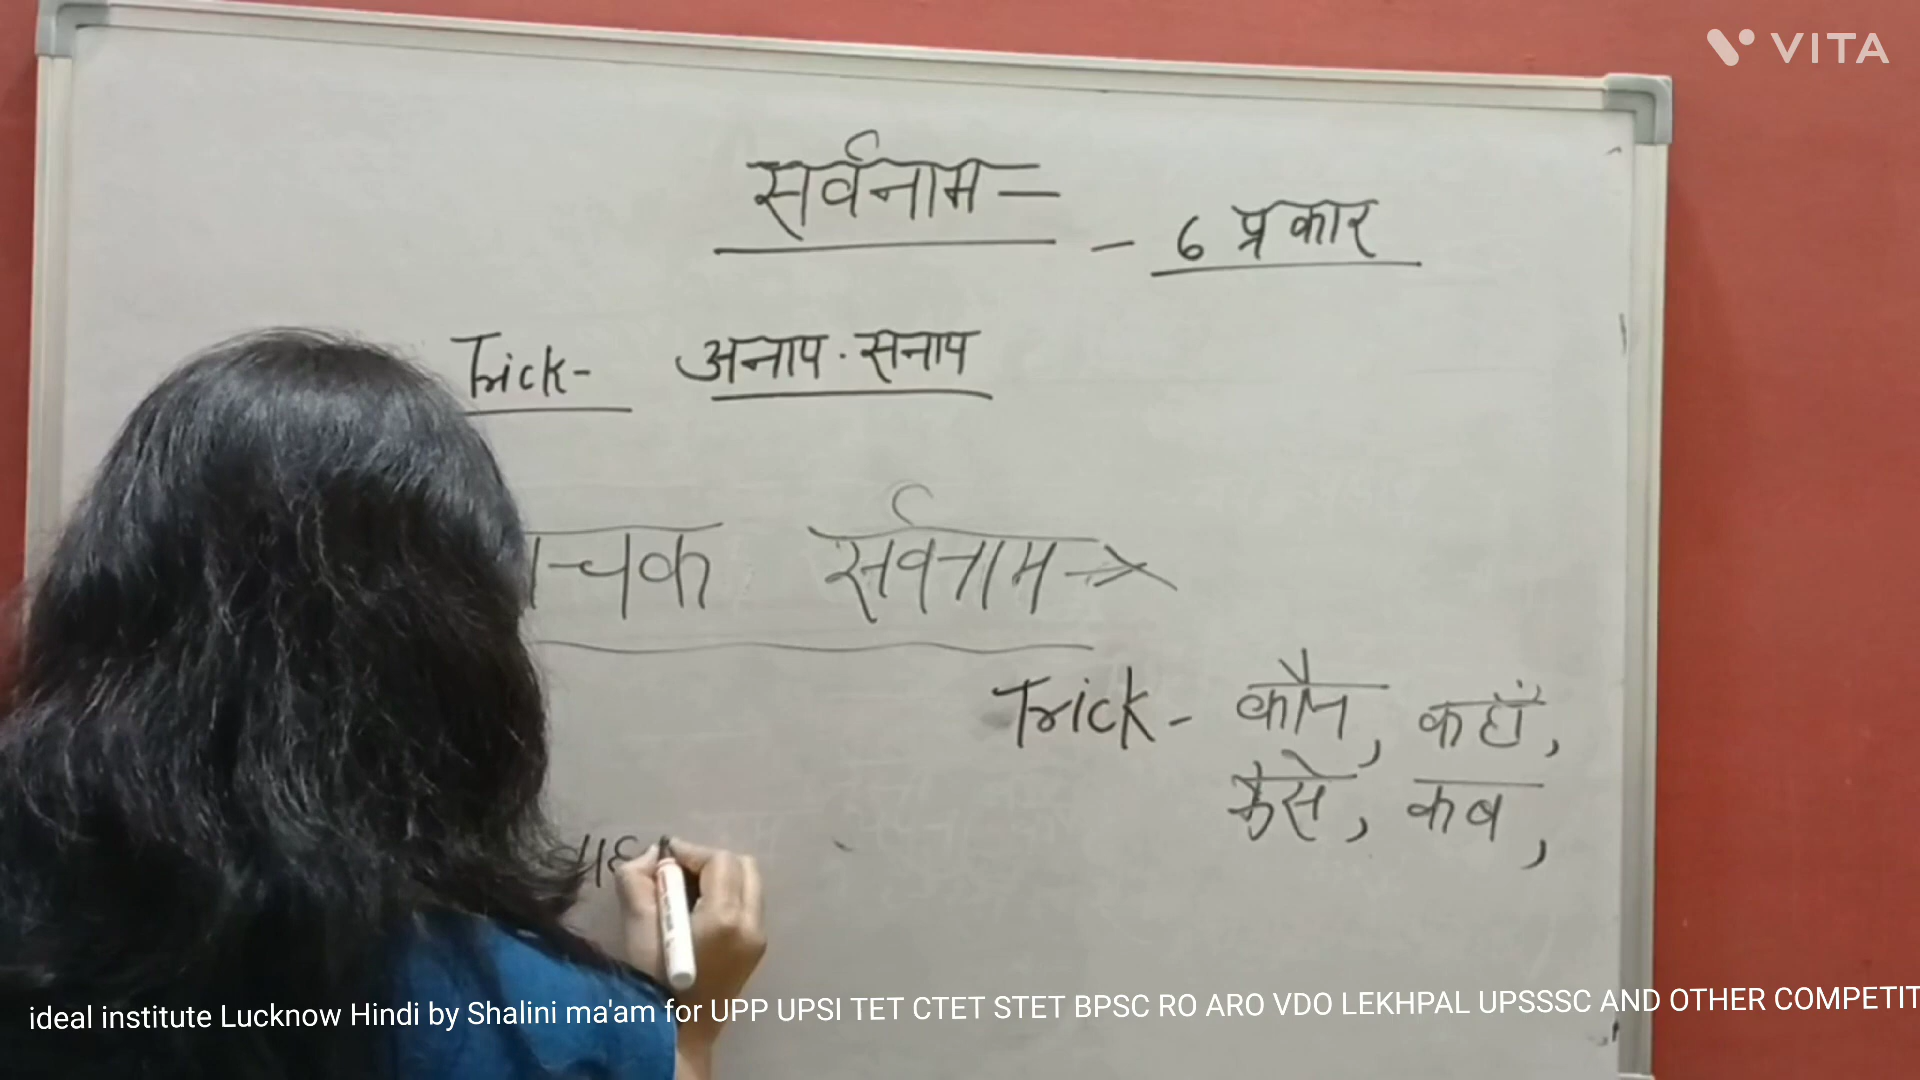 VITA
सर्वनाम –
– 6 प्रकार
Trick- अनाप . सनाप
सर्वनाम →
Trick- कौन, कहाँ,
कैसे, कब,
ideal institute Lucknow Hindi by Shalini ma'am for UPP UPSI TET CTET STET BPSC RO ARO VDO LEKHPAL UPSSSC AND OTHER COMPETIT